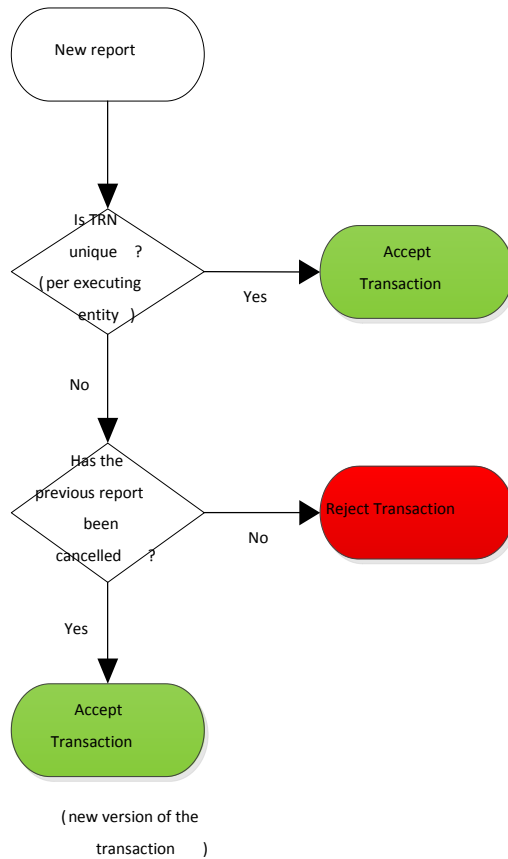 New report
Is TRN
unique ?
(per executing
entity )
Yes
Accept
Transaction
No
Has the
previous report
been
cancelled ?
No
Reject Transaction
Yes
Accept
Transaction
(new version of the
transaction )